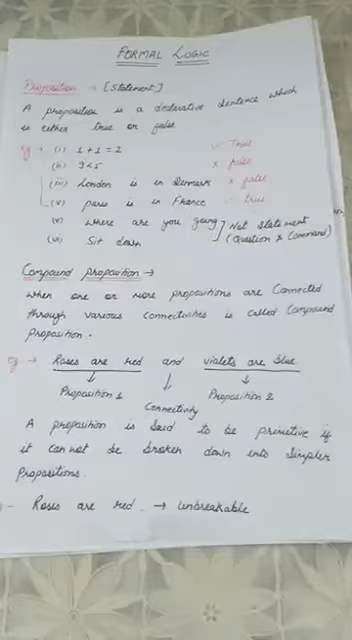 FORMAL LOGIC
Proposition → [Statement]
A proposition is a declarative sentence which
is either true or false
eg → (i) 1 + 1 = 2 ✓ True
(ii) 9 < 5 x false
(iii) London is in Denmark x false
(v) paris is in France ✓ true
(v) where are you going ] Not Statement
(vi) Sit down (Question & Command)
Compound proposition →
when one or more propositions are connected
through various connectivities is called Compound
proposition.
eg → Roses are red and violets are blue
↓ ↓ ↓
Proposition 1 Connectivity Proposition 2
A proposition is said to be primitive if
it can not be broken down into simpler
propositions.
Roses are red → unbreakable